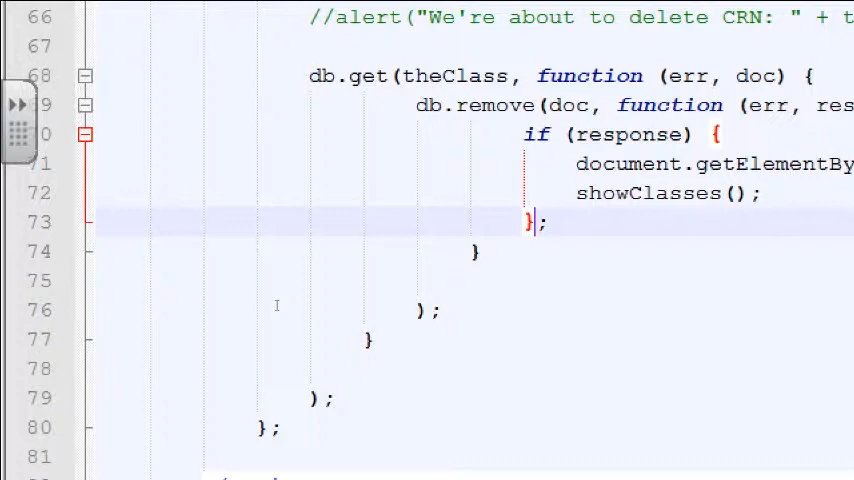 66 //alert("We're about to delete CRN: " + t
67
68 db.get(theClass, function (err, doc) {
69 db.remove(doc, function (err, res
70 if (response) {
71 document.getElementBy
72 showClasses();
73 };
74 }
75
76 );
77 }
78
79 );
80 };
81